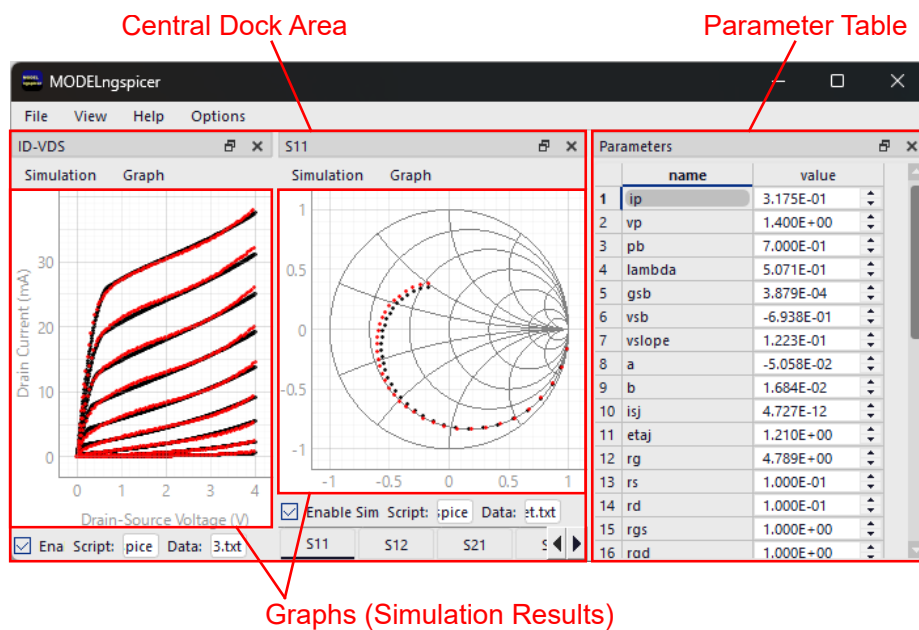 Central Dock Area
Parameter Table
MODELngspicer
File View Help Options
ID-VDS
Simulation Graph
30
20
10
0
Drain Current (mA)
0 1 2 3 4
Drain-Source Voltage (V)
Ena Script: pice Data: 3.txt
S11
Simulation Graph
1
0.5
0
-0.5
-1
-1 -0.5 0 0.5 1
Enable Sim Script: spice Data: et.txt
S11 S12 S21
Parameters
name value
1 ip 3.175E-01
2 vp 1.400E+00
3 pb 7.000E-01
4 lambda 5.071E-01
5 gsb 3.879E-04
6 vsb -6.938E-01
7 vslope 1.223E-01
8 a -5.058E-02
9 b 1.684E-02
10 isj 4.727E-12
11 etaj 1.210E+00
12 rg 4.789E+00
13 rs 1.000E-01
14 rd 1.000E-01
15 rgs 1.000E+00
16 rgd 1.000E+00
Graphs (Simulation Results)